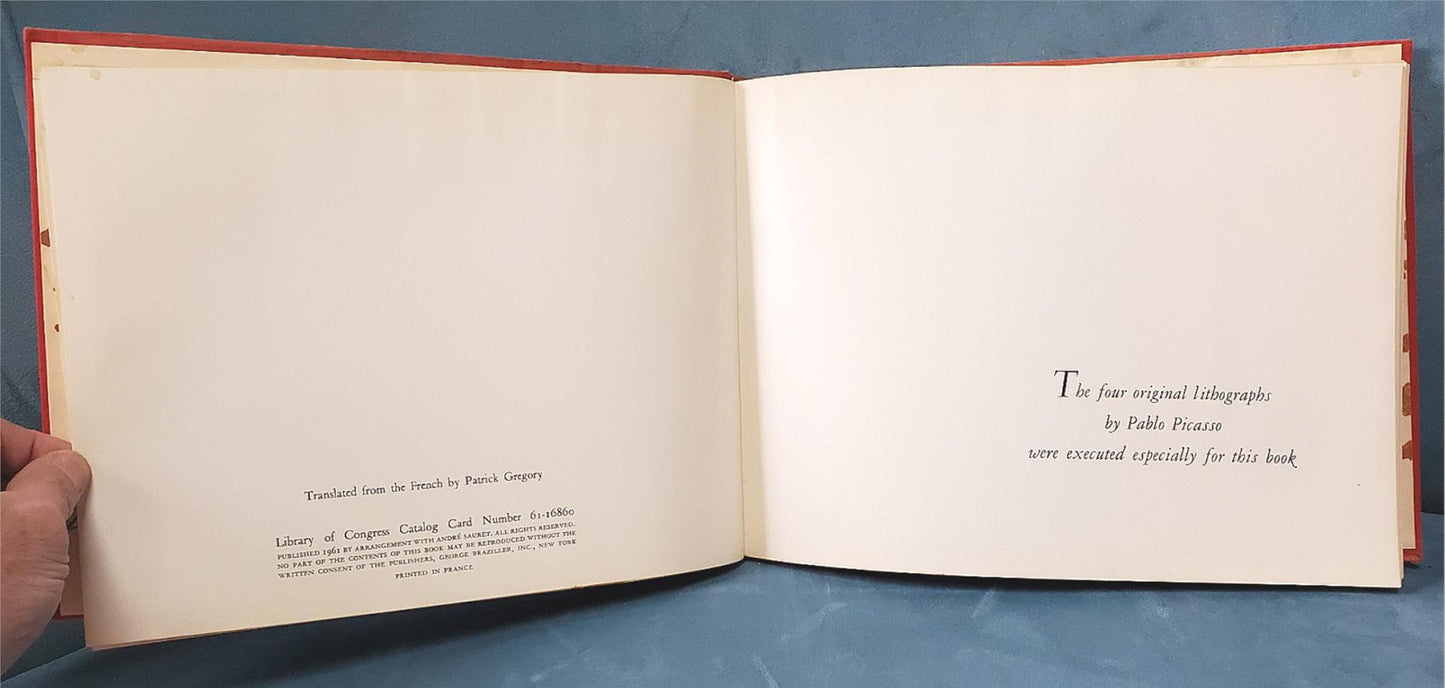 Translated from the French by Patrick Gregory
Library of Congress Catalog Card Number 61-16860
PUBLISHED 1961 BY ARRANGEMENT WITH ANDRÉ SAURET. ALL RIGHTS RESERVED.
NO PART OF THE CONTENTS OF THIS BOOK MAY BE REPRODUCED WITHOUT THE
WRITTEN CONSENT OF THE PUBLISHERS, GEORGE BRAZILLER, INC., NEW YORK
PRINTED IN FRANCE
The four original lithographs
by Pablo Picasso
were executed especially for this book